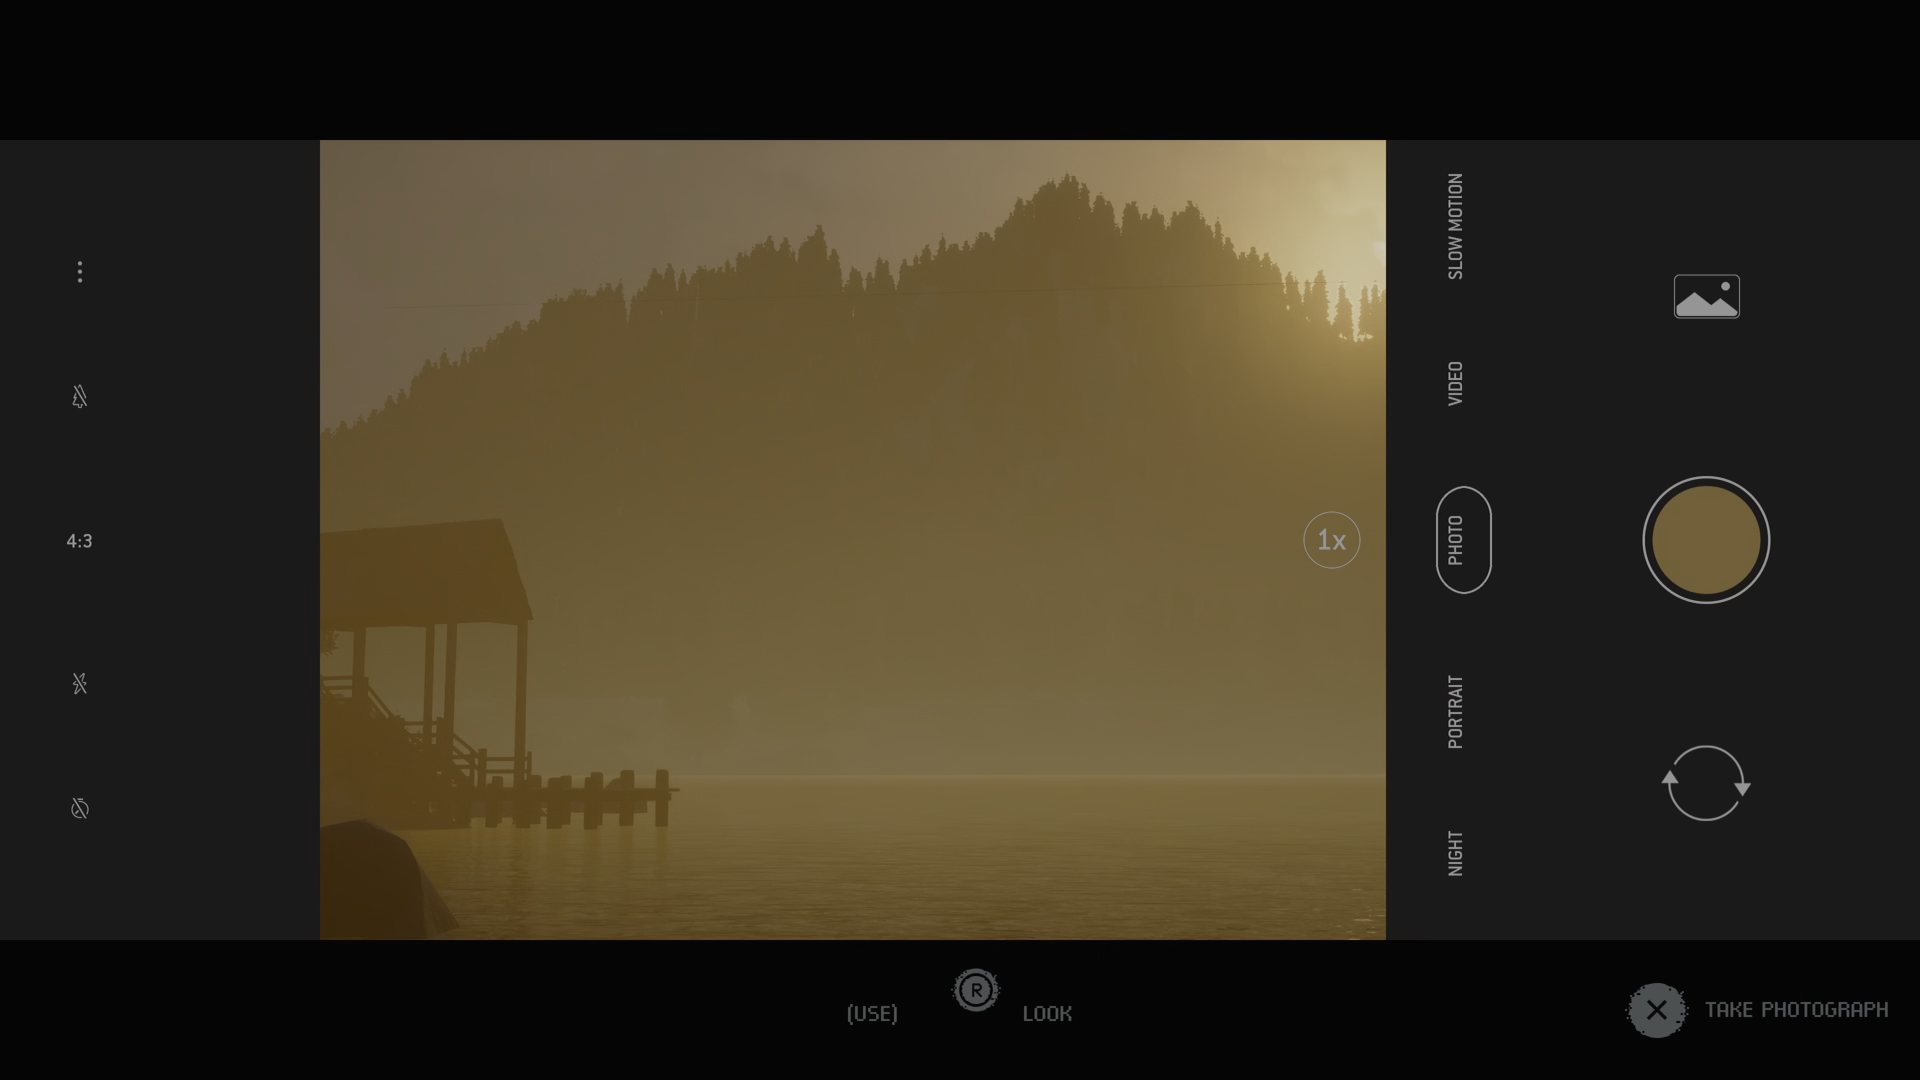 4:3
1x
SLOW MOTION
VIDEO
PHOTO
PORTRAIT
NIGHT
(USE) R LOOK
TAKE PHOTOGRAPH